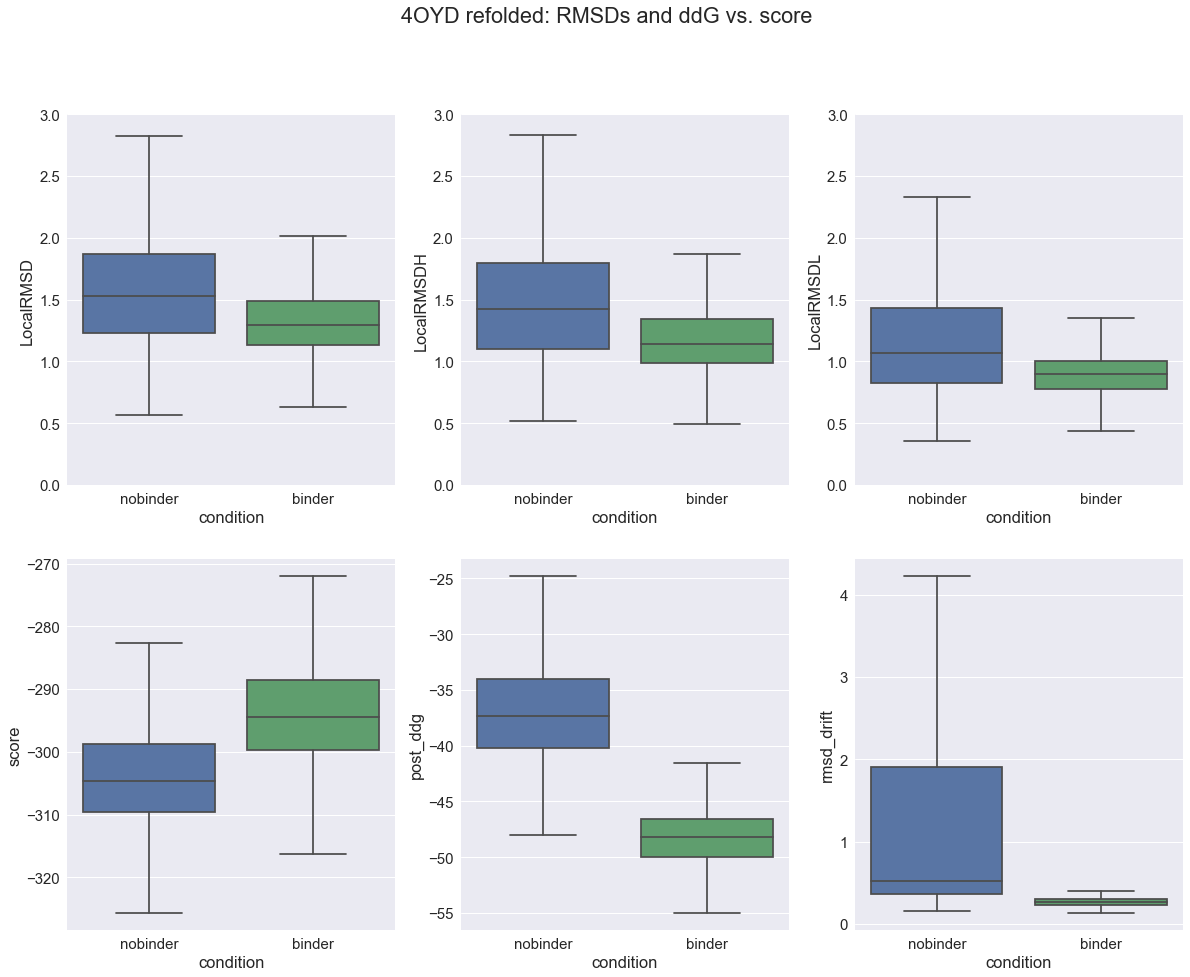 4OYD refolded: RMSDs and ddG vs. score
3.0
2.5
2.0
1.5
1.0
0.5
0.0
LocalRMSD
nobinder binder
condition
3.0
2.5
2.0
1.5
1.0
0.5
0.0
LocalRMSDH
nobinder binder
condition
3.0
2.5
2.0
1.5
1.0
0.5
0.0
LocalRMSDL
nobinder binder
condition
−270
−280
−290
−300
−310
−320
score
nobinder binder
condition
−25
−30
−35
−40
−45
−50
−55
post_ddg
nobinder binder
condition
4
3
2
1
0
rmsd_drift
nobinder binder
condition